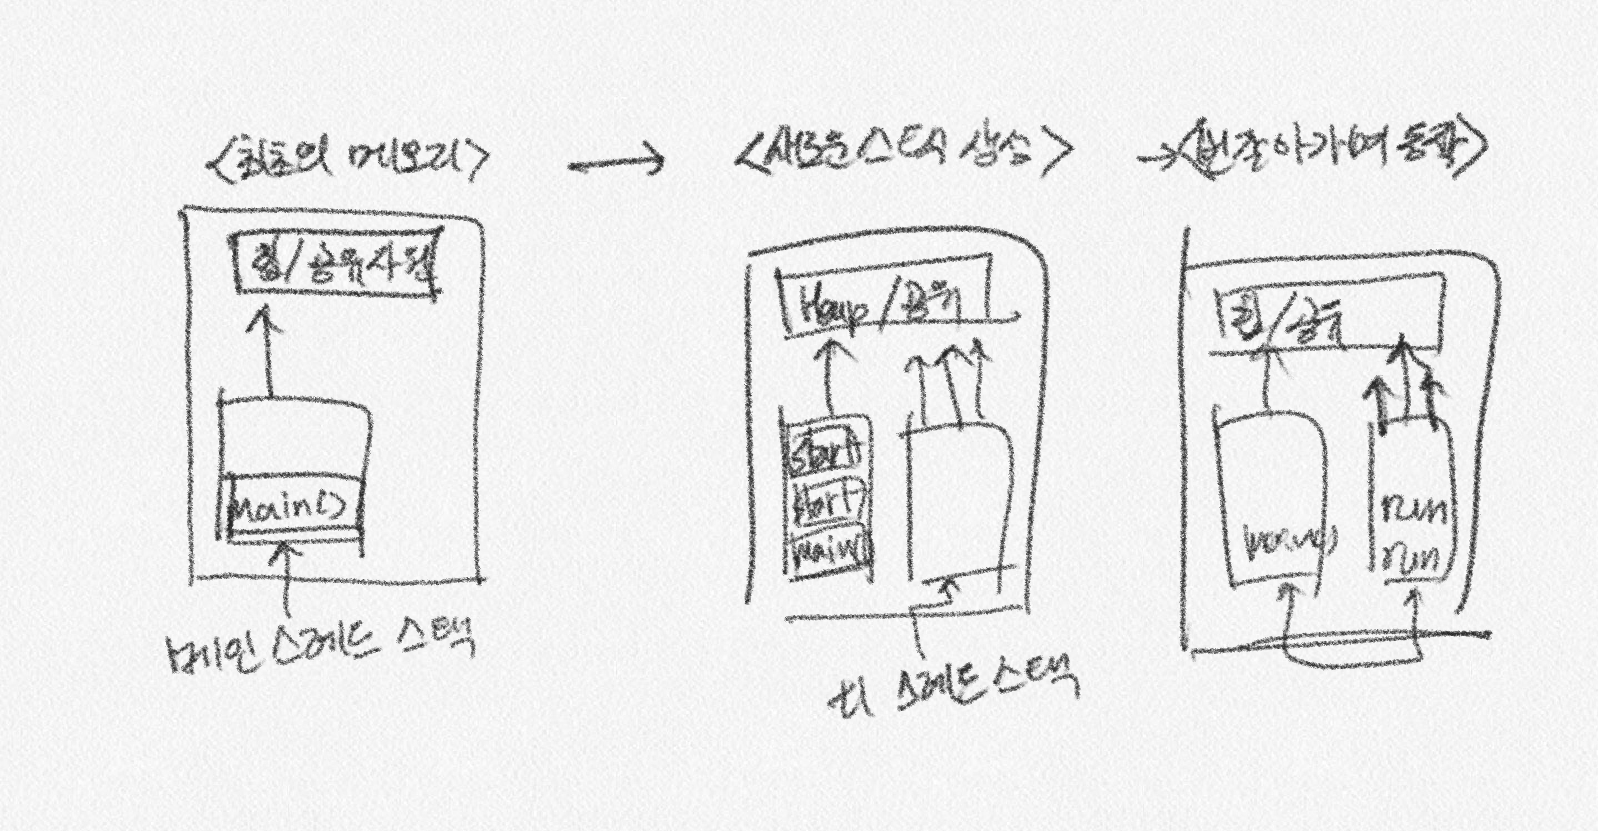 <최초의 메모리>
힙/공유자원
main()
메인 스레드 스택
<새로운 스택 생성>
Heap/공유
start
start
main()
t1 스레드 스택
<번갈아가며 동작>
힙/공유
main()
run
run